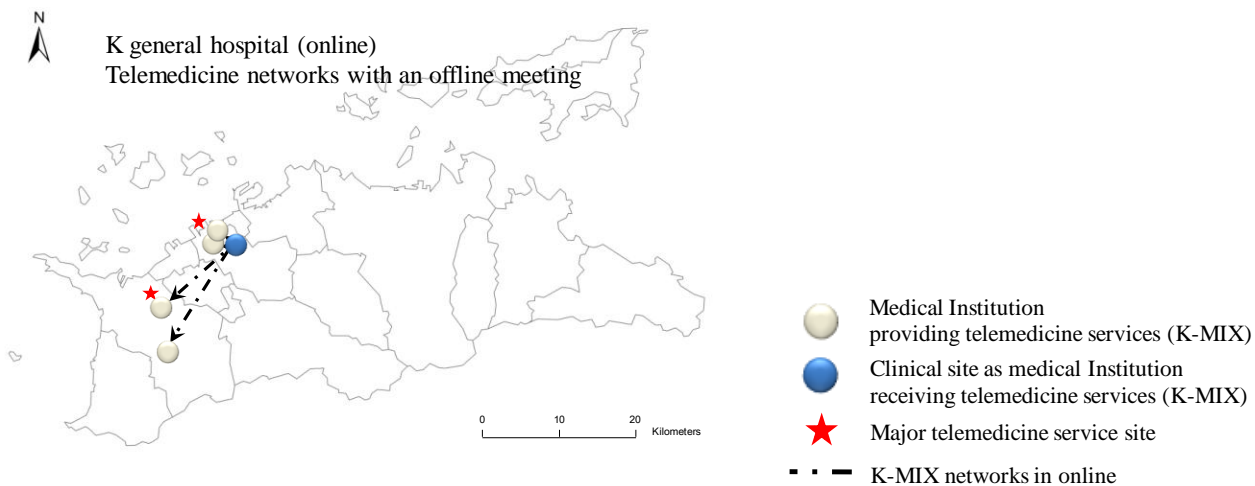 N
K general hospital (online)
Telemedicine networks with an offline meeting
Medical Institution
providing telemedicine services (K-MIX)
Clinical site as medical Institution
receiving telemedicine services (K-MIX)
Major telemedicine service site
K-MIX networks in online
0 10 20
Kilometers